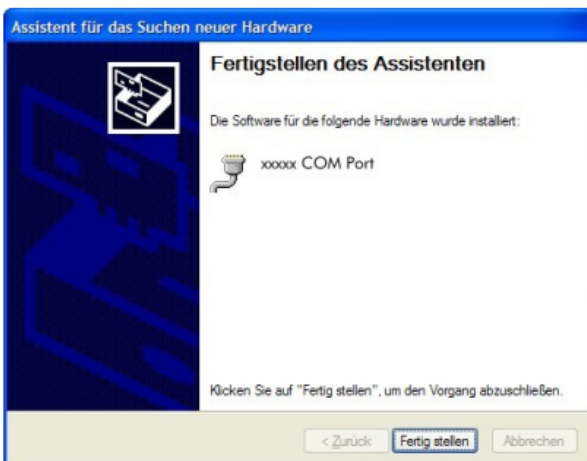 Assistent für das Suchen neuer Hardware
Fertigstellen des Assistenten
Die Software für die folgende Hardware wurde installiert:
xxxxx COM Port
Klicken Sie auf "Fertig stellen", um den Vorgang abzuschließen.
< Zurück Fertig stellen Abbrechen